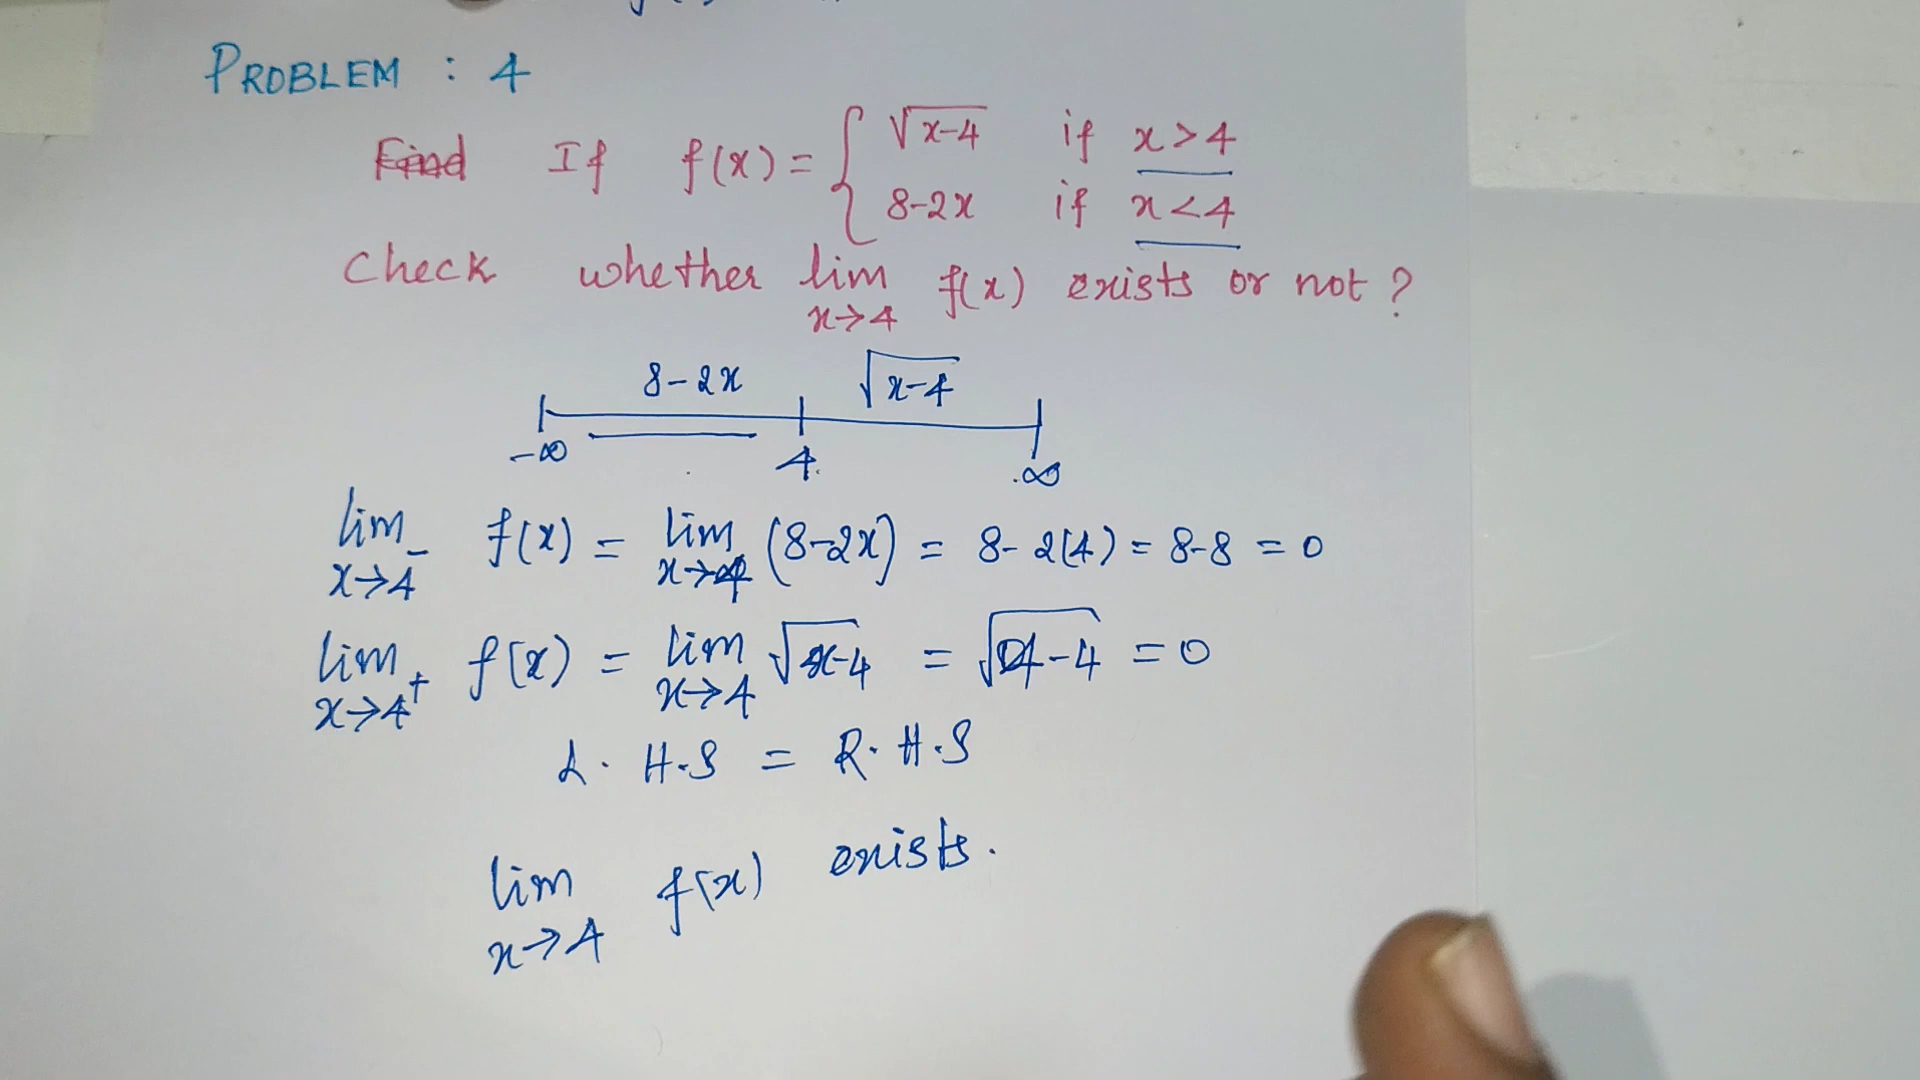 PROBLEM : 4
Find If f(x) = { √x-4 if x>4
8-2x if x<4
Check whether lim f(x) exists or not ?
x→4
8-2x √x-4
-∞ 4 ∞
lim f(x) = lim (8-2x) = 8-2(4) = 8-8 = 0
x→4⁻ x→4
lim f(x) = lim √x-4 = √4-4 = 0
x→4⁺ x→4
L.H.S = R.H.S
lim f(x) exists.
x→4